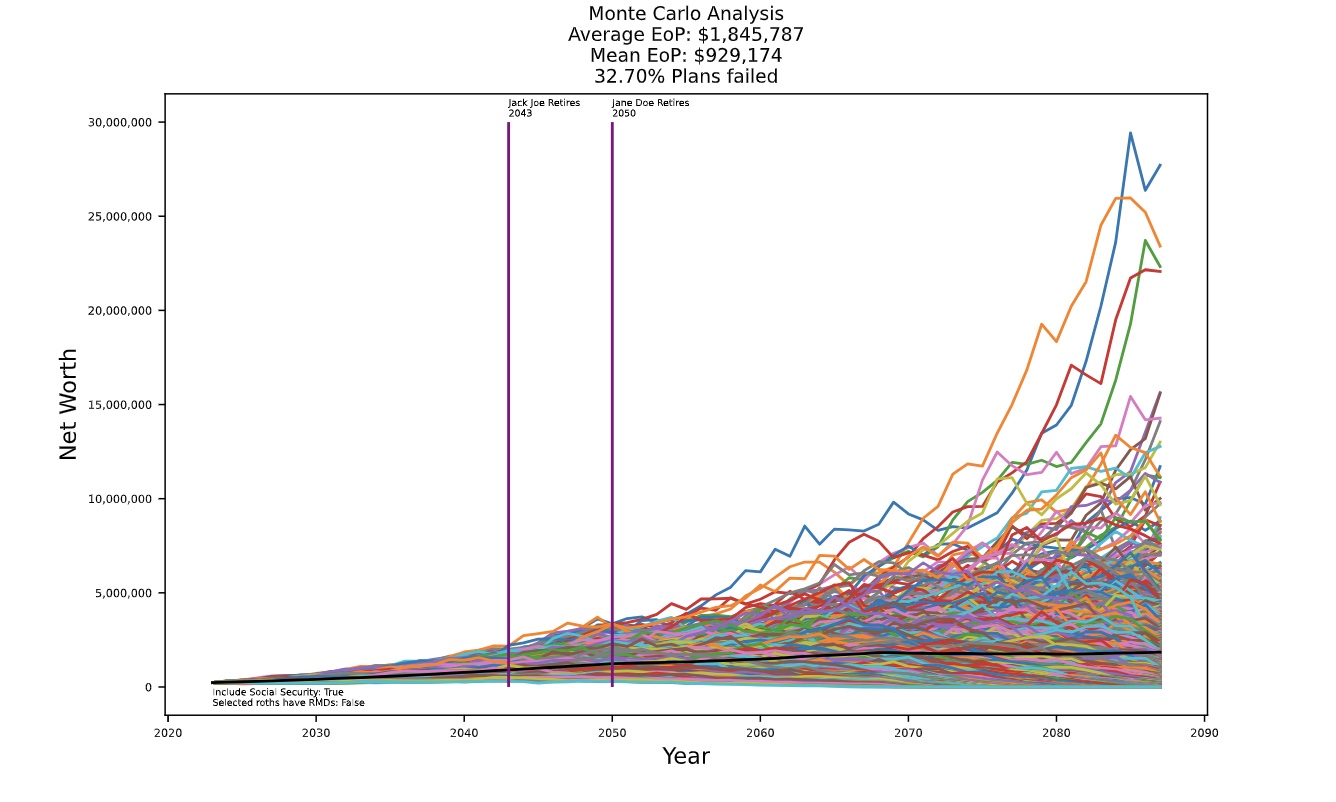 Monte Carlo Analysis
Average EoP: $1,845,787
Mean EoP: $929,174
32.70% Plans failed
Jack Joe Retires
2043
Jane Doe Retires
2050
30,000,000
25,000,000
20,000,000
15,000,000
10,000,000
5,000,000
0
Net Worth
Include Social Security: True
Selected roths have RMDs: False
2020
2030
2040
2050
2060
2070
2080
2090
Year